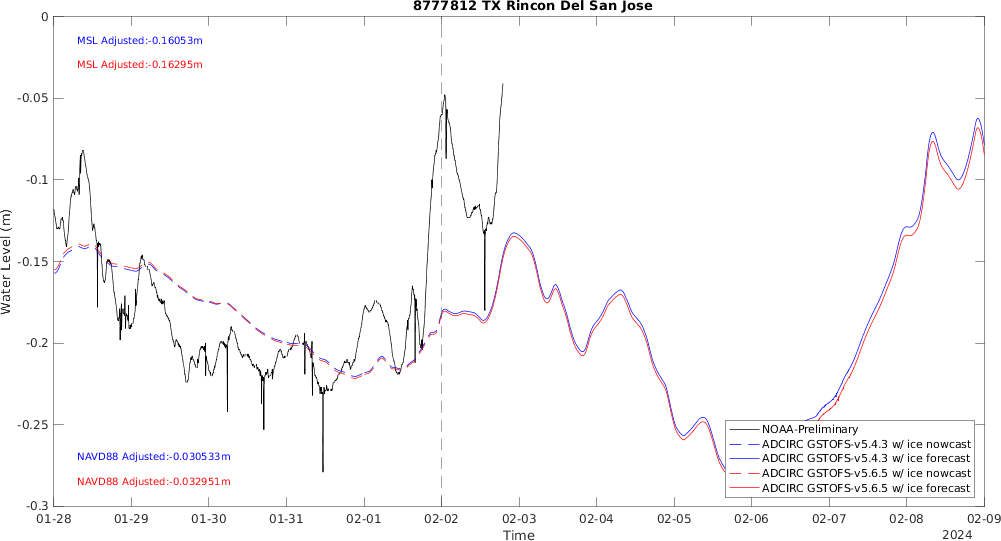 8777812 TX Rincon Del San Jose
MSL Adjusted:-0.16053m
MSL Adjusted:-0.16295m
NAVD88 Adjusted:-0.030533m
NAVD88 Adjusted:-0.032951m
Water Level (m)
0
-0.05
-0.1
-0.15
-0.2
-0.25
-0.3
NOAA-Preliminary
ADCIRC GSTOFS-v5.4.3 w/ ice nowcast
ADCIRC GSTOFS-v5.4.3 w/ ice forecast
ADCIRC GSTOFS-v5.6.5 w/ ice nowcast
ADCIRC GSTOFS-v5.6.5 w/ ice forecast
01-28 01-29 01-30 01-31 02-01 02-02 02-03 02-04 02-05 02-06 02-07 02-08 02-09
Time
2024